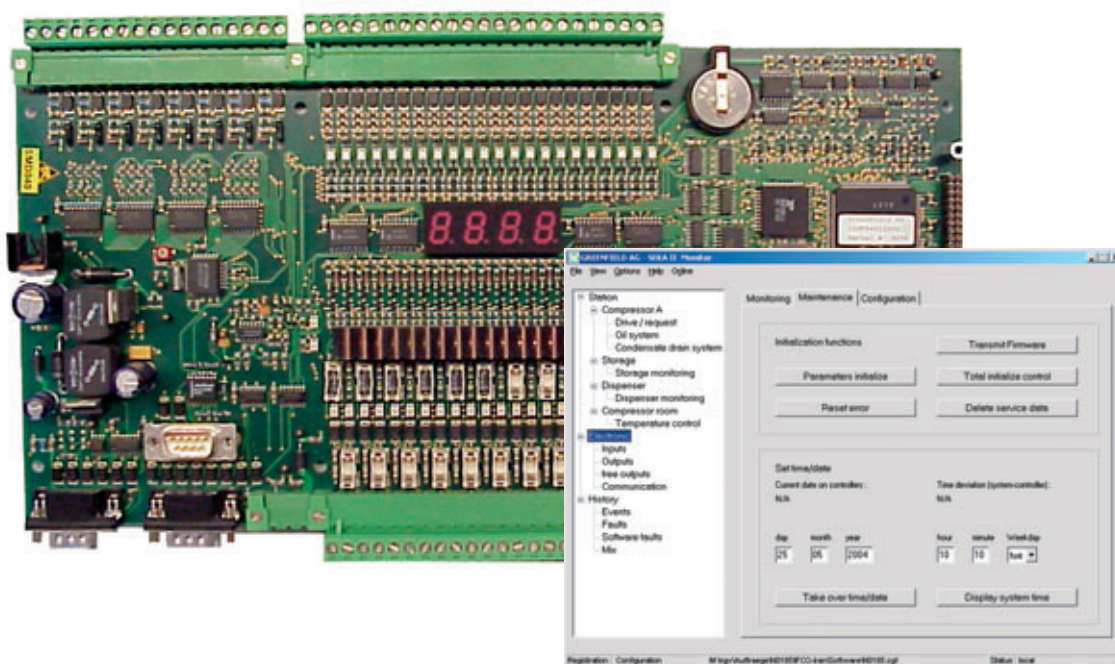 8.8.8.8.
GREENFIELD AG - SOLA II Monitor
File View Options Help Online
Station
Compressor A
Drive / request
Oil system
Condensate drain system
Storage
Storage monitoring
Dispenser
Dispenser monitoring
Compressor room
Temperature control
Electronic
Inputs
Outputs
free outputs
Communication
History
Events
Faults
Software faults
Mix
Monitoring Maintenance Configuration
Initialization functions
Transmit Firmware
Parameters initialize
Total initialize control
Reset error
Delete service data
Set time/date
Current date on controllers :
Time deviation (system-controller) :
N/A
N/A
day month year
hour minute Weekday
25 05 2004
10 10 tue
Take over time/date
Display system time
Registration : Configuration
Status : local